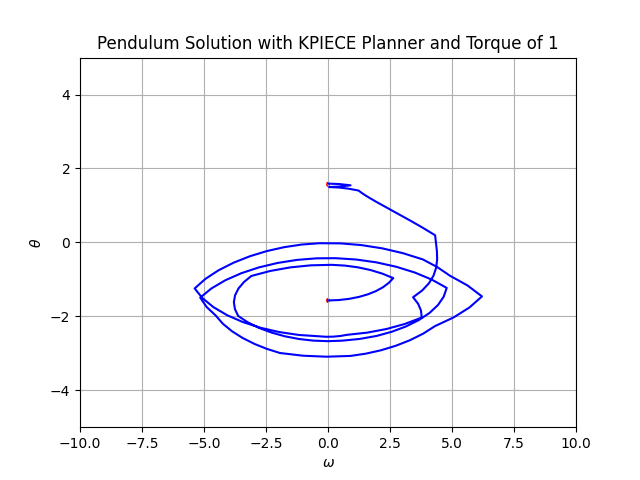 Pendulum Solution with KPIECE Planner and Torque of 1
4
2
0
−2
−4
θ
−10.0 −7.5 −5.0 −2.5 0.0 2.5 5.0 7.5 10.0
ω